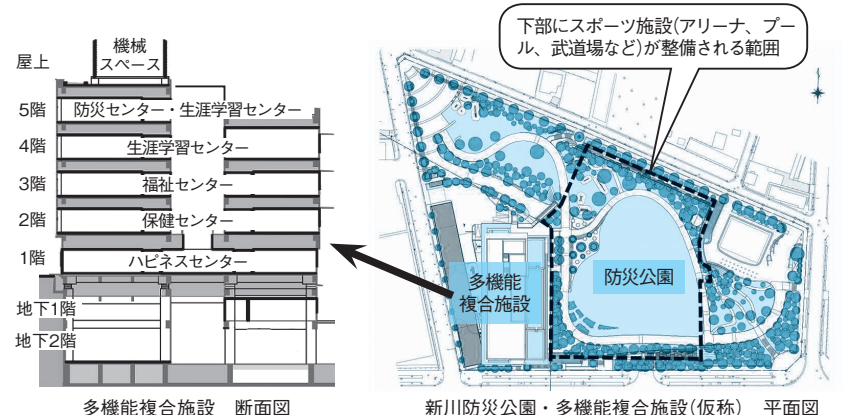 下部にスポーツ施設(アリーナ、プー
ル、武道場など)が整備される範囲
機械
スペース
屋上
5階
防災センター・生涯学習センター
4階
生涯学習センター
3階
福祉センター
2階
保健センター
1階
ハピネスセンター
地下1階
地下2階
多機能
複合施設
防災公園
多機能複合施設 断面図
新川防災公園・多機能複合施設(仮称) 平面図